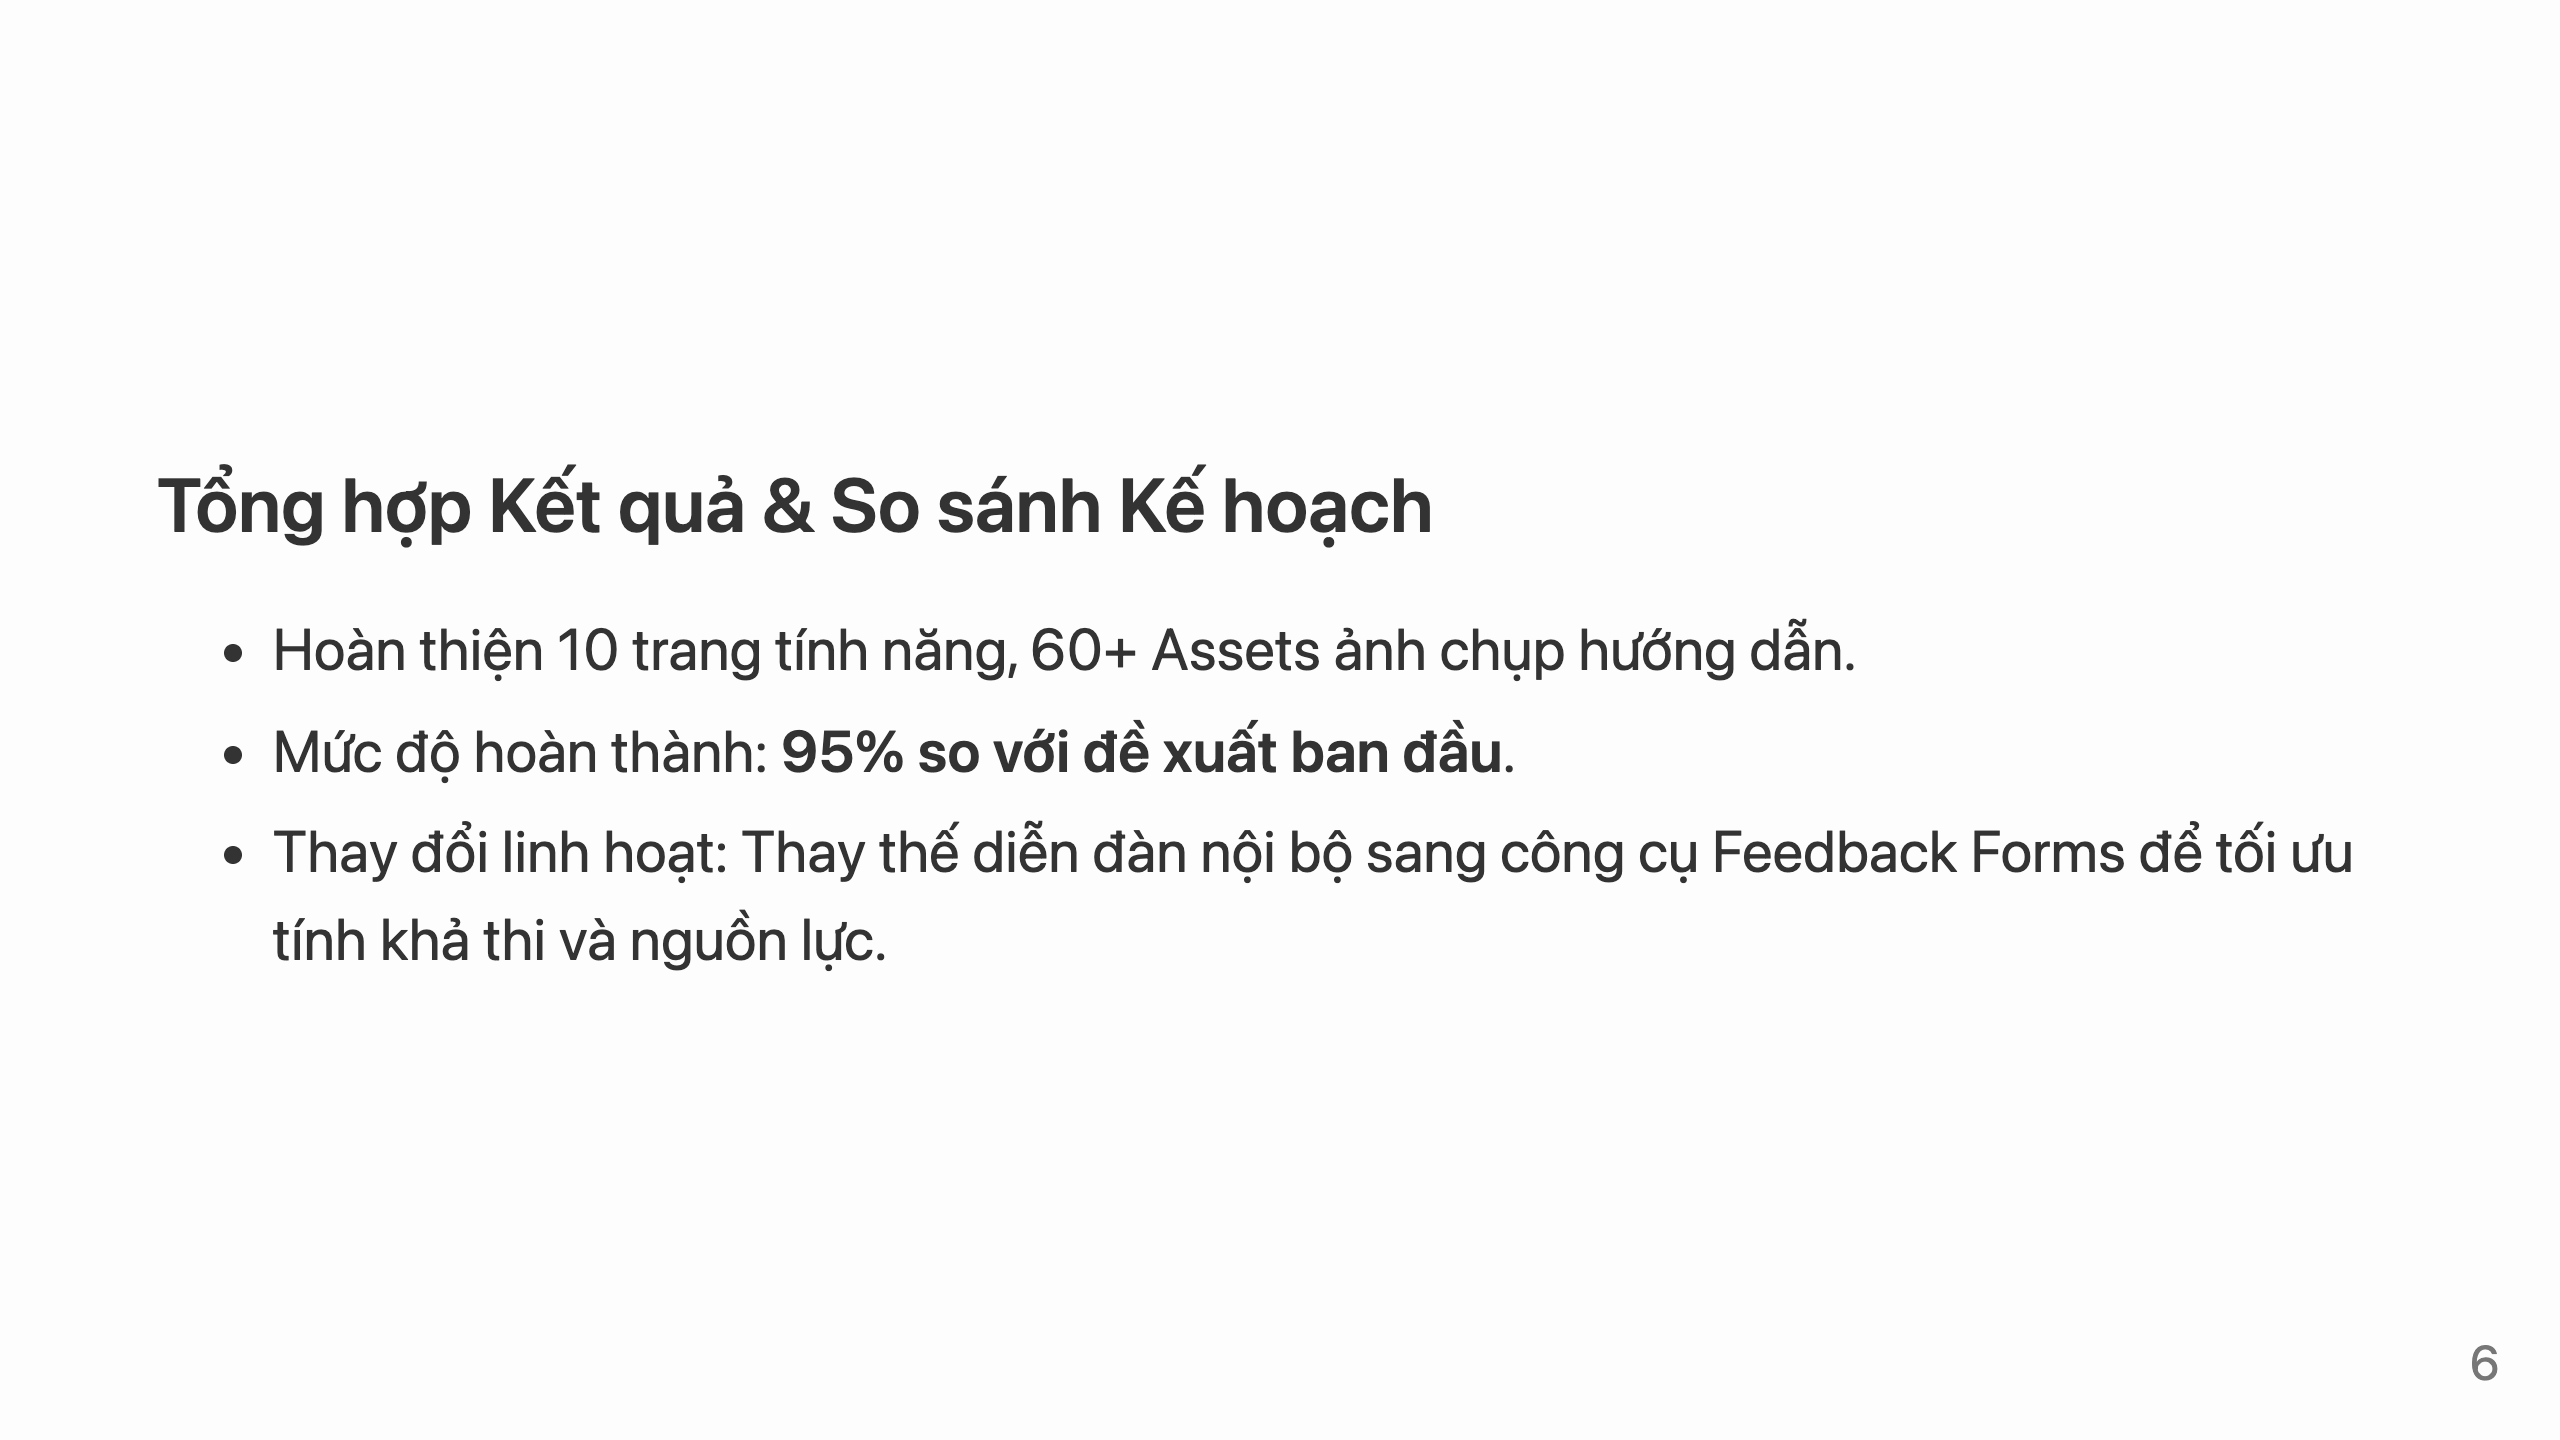 Tổng hợp Kết quả & So sánh Kế hoạch
• Hoàn thiện 10 trang tính năng, 60+ Assets ảnh chụp hướng dẫn.
• Mức độ hoàn thành: 95% so với đề xuất ban đầu.
• Thay đổi linh hoạt: Thay thế diễn đàn nội bộ sang công cụ Feedback Forms để tối ưu
tính khả thi và nguồn lực.
6